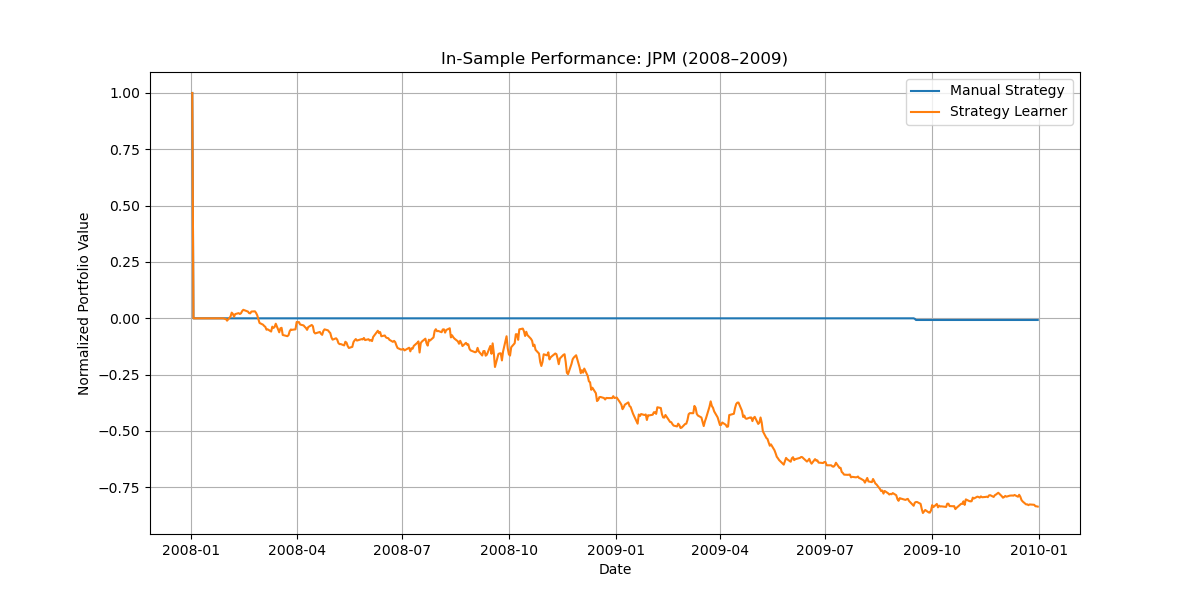 In-Sample Performance: JPM (2008–2009)
Manual Strategy
Strategy Learner
Normalized Portfolio Value
1.00
0.75
0.50
0.25
0.00
−0.25
−0.50
−0.75
2008-01 2008-04 2008-07 2008-10 2009-01 2009-04 2009-07 2009-10 2010-01
Date